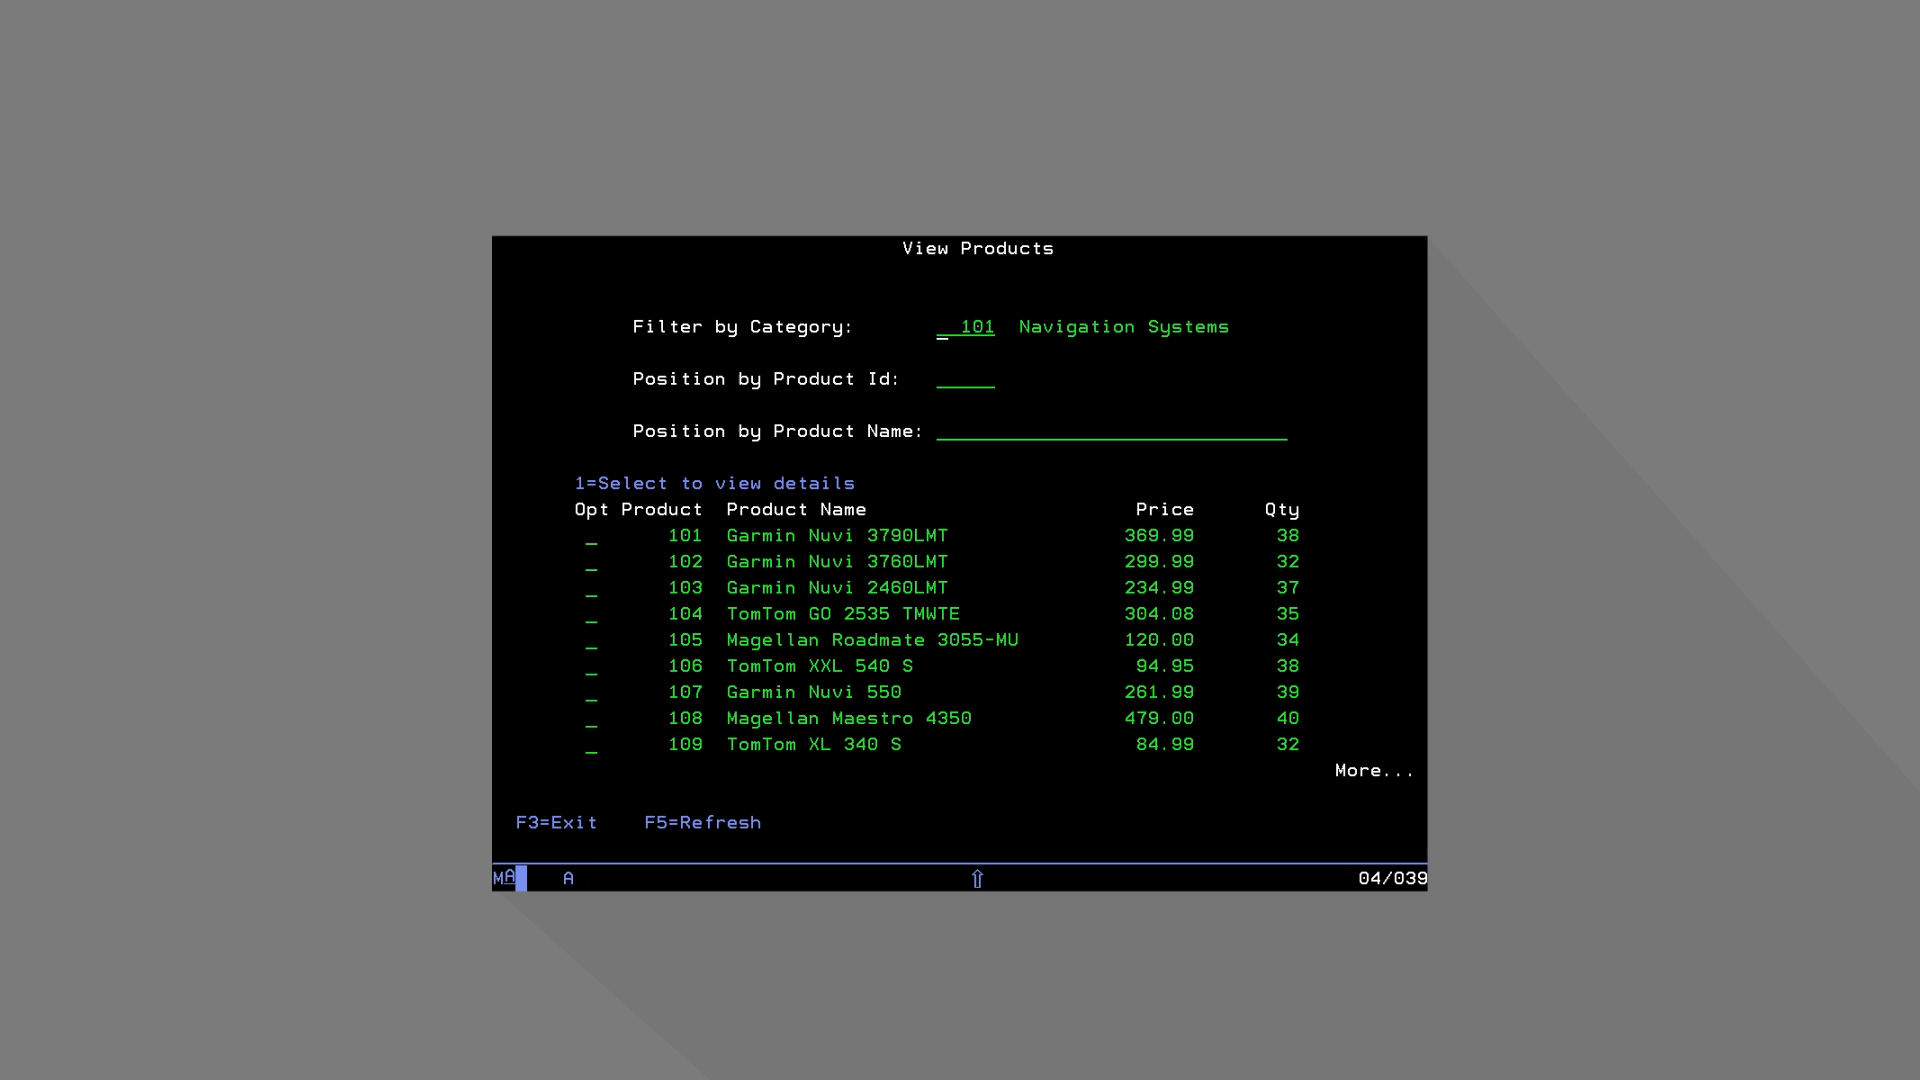 View Products
Filter by Category: 101 Navigation Systems
Position by Product Id:
Position by Product Name:
1=Select to view details
Opt Product Product Name Price Qty
101 Garmin Nuvi 3790LMT 369.99 38
102 Garmin Nuvi 3760LMT 299.99 32
103 Garmin Nuvi 2460LMT 234.99 37
104 TomTom GO 2535 TMWTE 304.08 35
105 Magellan Roadmate 3055-MU 120.00 34
106 TomTom XXL 540 S 94.95 38
107 Garmin Nuvi 550 261.99 39
108 Magellan Maestro 4350 479.00 40
109 TomTom XL 340 S 84.99 32
More...
F3=Exit F5=Refresh
MA A ⇧ 04/039